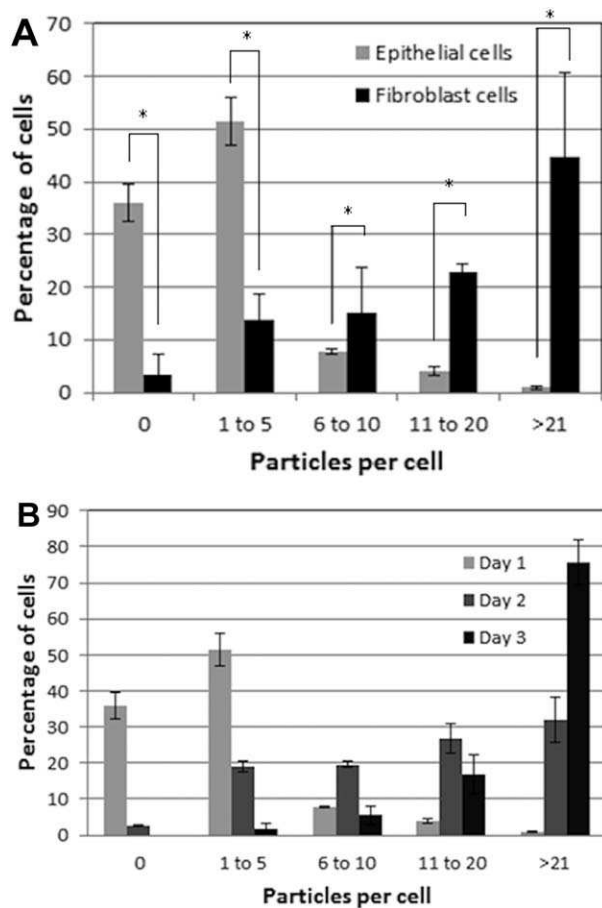 A
70
60
50
40
30
20
10
0
Percentage of cells
Epithelial cells
Fibroblast cells
*
*
*
*
*
0 1 to 5 6 to 10 11 to 20 >21
Particles per cell
B
90
80
70
60
50
40
30
20
10
0
Percentage of cells
Day 1
Day 2
Day 3
0 1 to 5 6 to 10 11 to 20 >21
Particles per cell